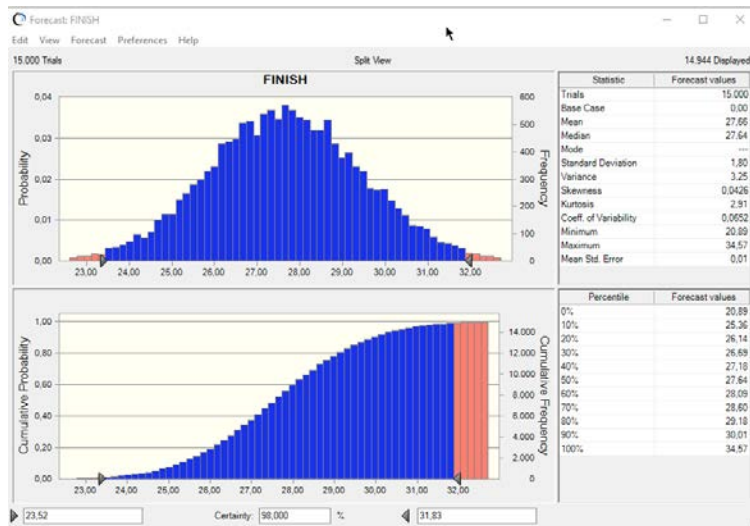 Forecast: FINISH
Edit View Forecast Preferences Help
15.000 Trials Split View 14.944 Displayed
FINISH
Probability
0,04
0,03
0,02
0,01
0,00
Frequency
600
500
400
300
200
100
0
23,00 24,00 25,00 26,00 27,00 28,00 29,00 30,00 31,00 32,00
Statistic Forecast values
Trials 15.000
Base Case 0,00
Mean 27,66
Median 27,64
Mode ---
Standard Deviation 1,80
Variance 3,25
Skewness 0,0426
Kurtosis 2,91
Coeff. of Variability 0,0652
Minimum 20,89
Maximum 34,57
Mean Std. Error 0,01
Cumulative Probability
1,00
0,80
0,60
0,40
0,20
0,00
Cumulative Frequency
14.000
12.000
10.000
8.000
6.000
4.000
2.000
0
23,00 24,00 25,00 26,00 27,00 28,00 29,00 30,00 31,00 32,00
Percentile Forecast values
0% 20,89
10% 25,36
20% 26,14
30% 26,69
40% 27,18
50% 27,64
60% 28,09
70% 28,60
80% 29,18
90% 30,01
100% 34,57
23,52 Certainty: 98,000 % 31,83